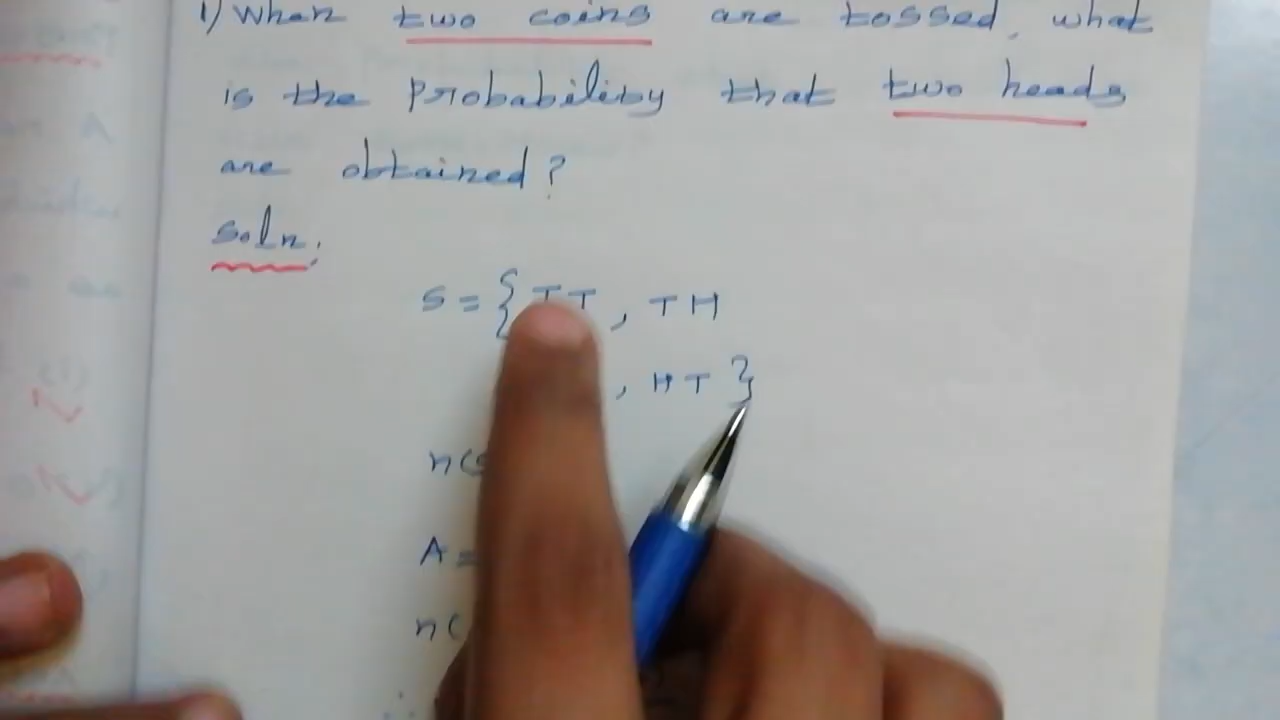 1) When two coins are tossed, what
is the Probability that two heads
are obtained?
Soln;
S = { TT , TH
, HT }
n(
A =
n(